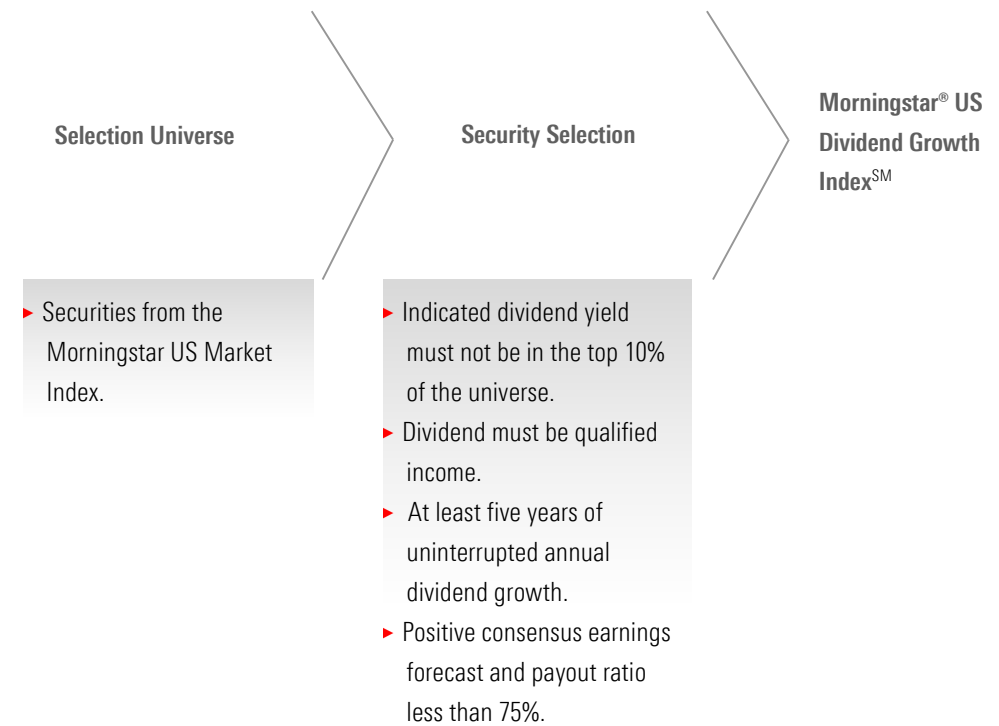 Selection Universe
Security Selection
Morningstar® US
Dividend Growth
Index℠
► Securities from the
Morningstar US Market
Index.
► Indicated dividend yield
must not be in the top 10%
of the universe.
► Dividend must be qualified
income.
► At least five years of
uninterrupted annual
dividend growth.
► Positive consensus earnings
forecast and payout ratio
less than 75%.